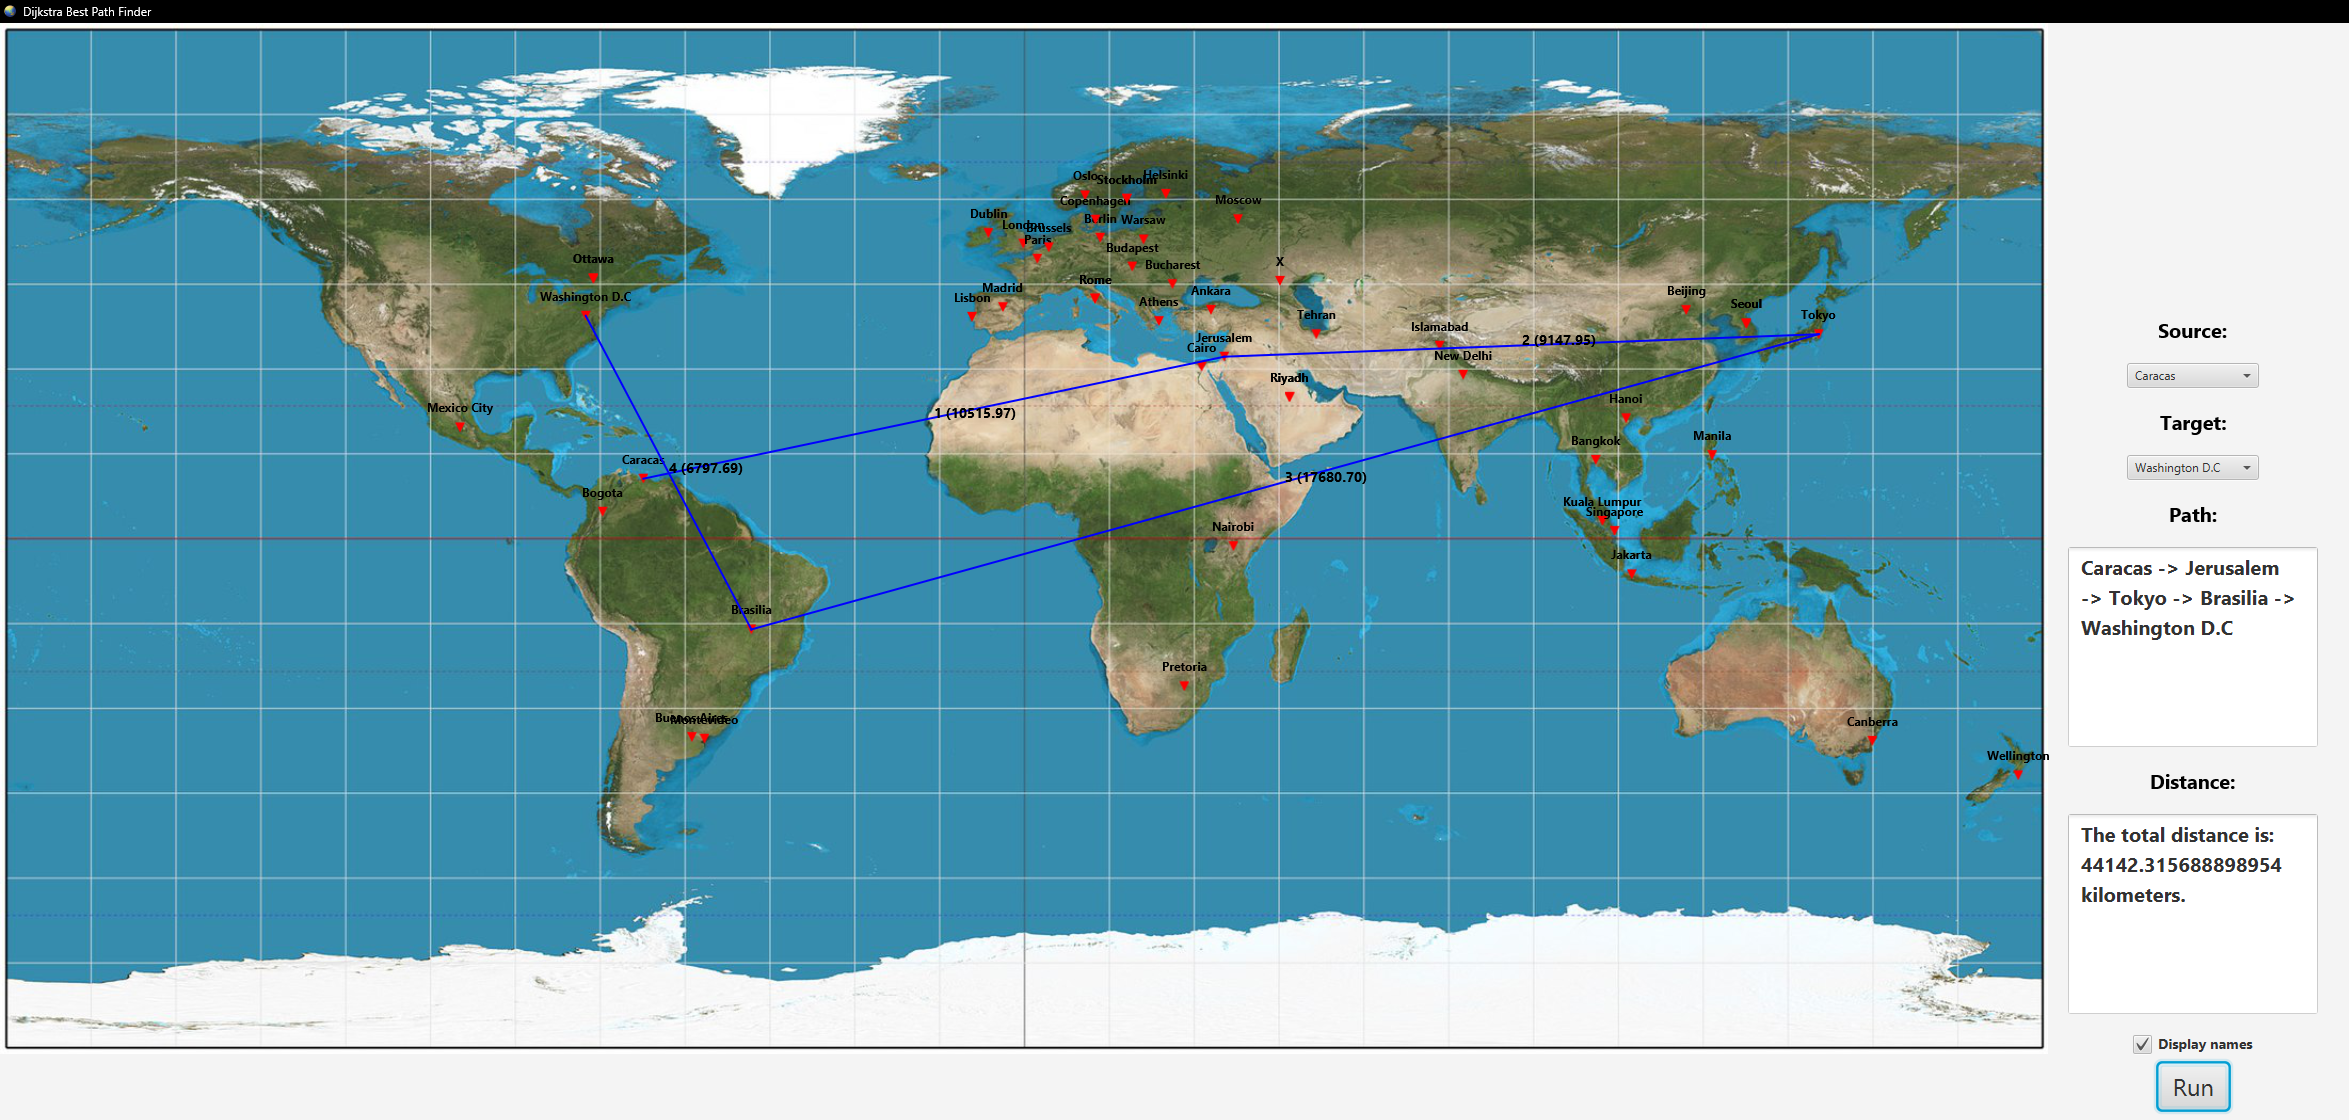 Dijkstra Best Path Finder
Oslo
Stockholm
Helsinki
Copenhagen
Moscow
Dublin
London
Brussels
Berlin
Warsaw
Paris
Budapest
Ottawa
X
Bucharest
Rome
Madrid
Lisbon
Ankara
Athens
Washington D.C
Beijing
Seoul
Tokyo
Tehran
Islamabad
Jerusalem
Cairo
2 (9147.95)
New Delhi
Riyadh
Mexico City
1 (10515.97)
Hanoi
Bangkok
Manila
Caracas
4 (6797.69)
3 (17680.70)
Bogota
Kuala Lumpur
Singapore
Nairobi
Jakarta
Brasilia
Pretoria
Buenos Aires
Montevideo
Canberra
Wellington
Source:
Caracas
Target:
Washington D.C
Path:
Caracas -> Jerusalem
-> Tokyo -> Brasilia ->
Washington D.C
Distance:
The total distance is:
44142.315688898954
kilometers.
Display names
Run